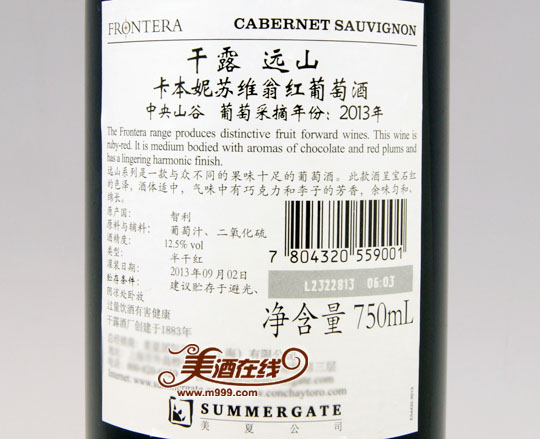 FRONTERA
CABERNET SAUVIGNON
干露 远山
卡本妮苏维翁红葡萄酒
中央山谷 葡萄采摘年份：2013年
The Frontera range produces distinctive fruit forward wines. This wine is
ruby-red. It is medium bodied with aromas of chocolate and red plums and
has a lingering harmonic finish.
远山系列是一款与众不同的果味十足的葡萄酒。此款酒呈宝石红
的色泽，酒体适中，气味中有巧克力和李子的芳香，余味匀和、
绵长。
原产国： 智利
原料与辅料： 葡萄汁、二氧化硫
酒精度： 12.5% vol
类型： 半干红
灌装日期： 2013年09月02日
贮存条件： 建议贮存于避光、
阴凉处卧放
过量饮酒有害健康
干露酒厂创建于1883年
7 804320 559001
L2322813 06:03
净含量 750mL
美酒在线
www.m999.com
SUMMERGATE
美夏公司